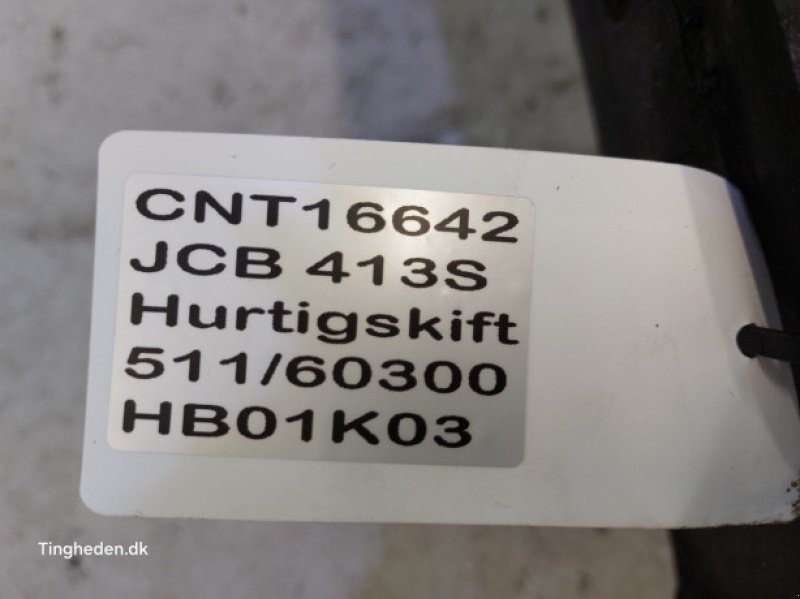 CNT16642
JCB 413S
Hurtigskift
511/60300
HB01K03
Tingheden.dk